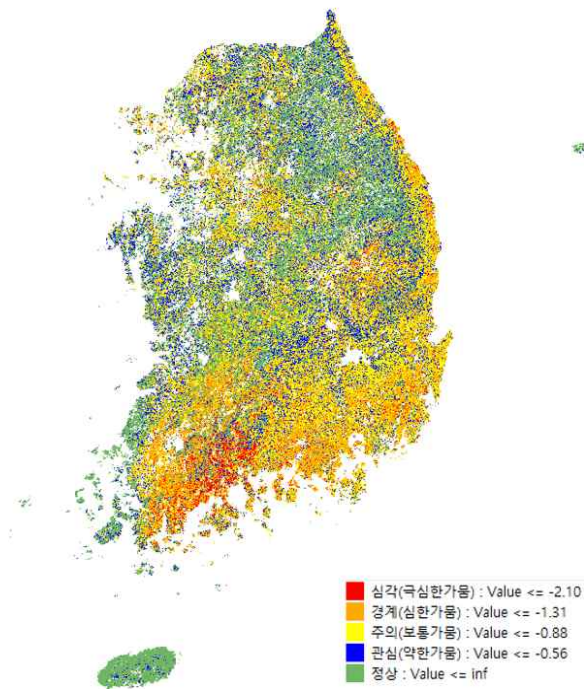 심각(극심한가뭄) : Value <= -2.10
경계(심한가뭄) : Value <= -1.31
주의(보통가뭄) : Value <= -0.88
관심(약한가뭄) : Value <= -0.56
정상 : Value <= inf